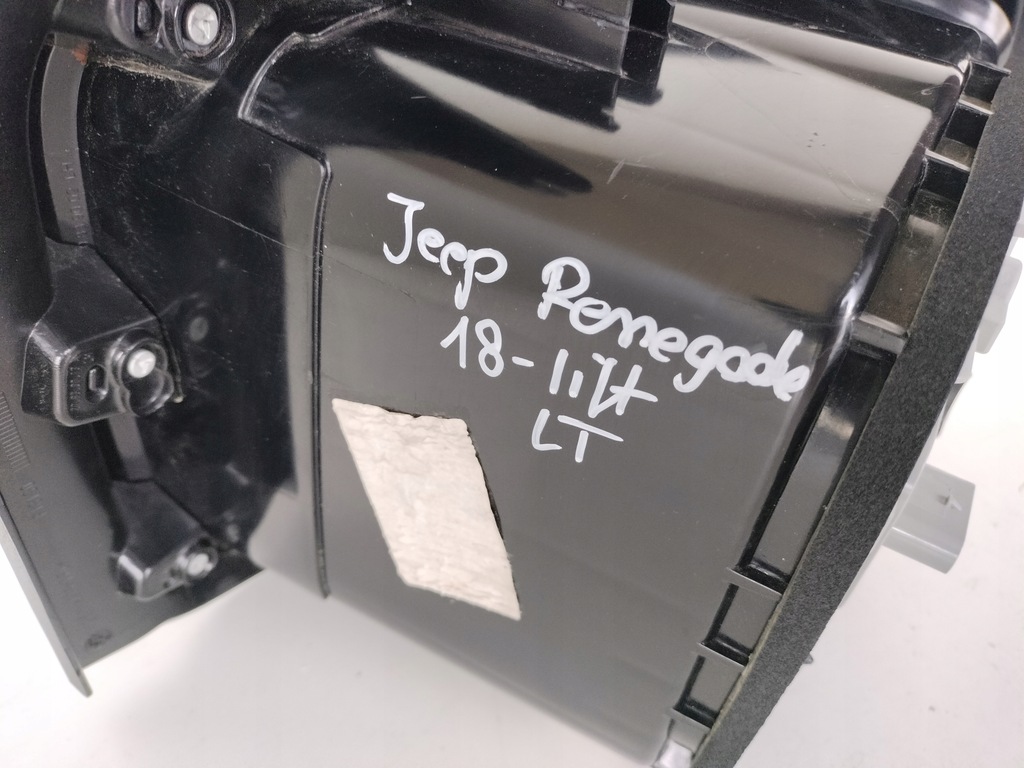 Jeep Renegade
18- lift
LT